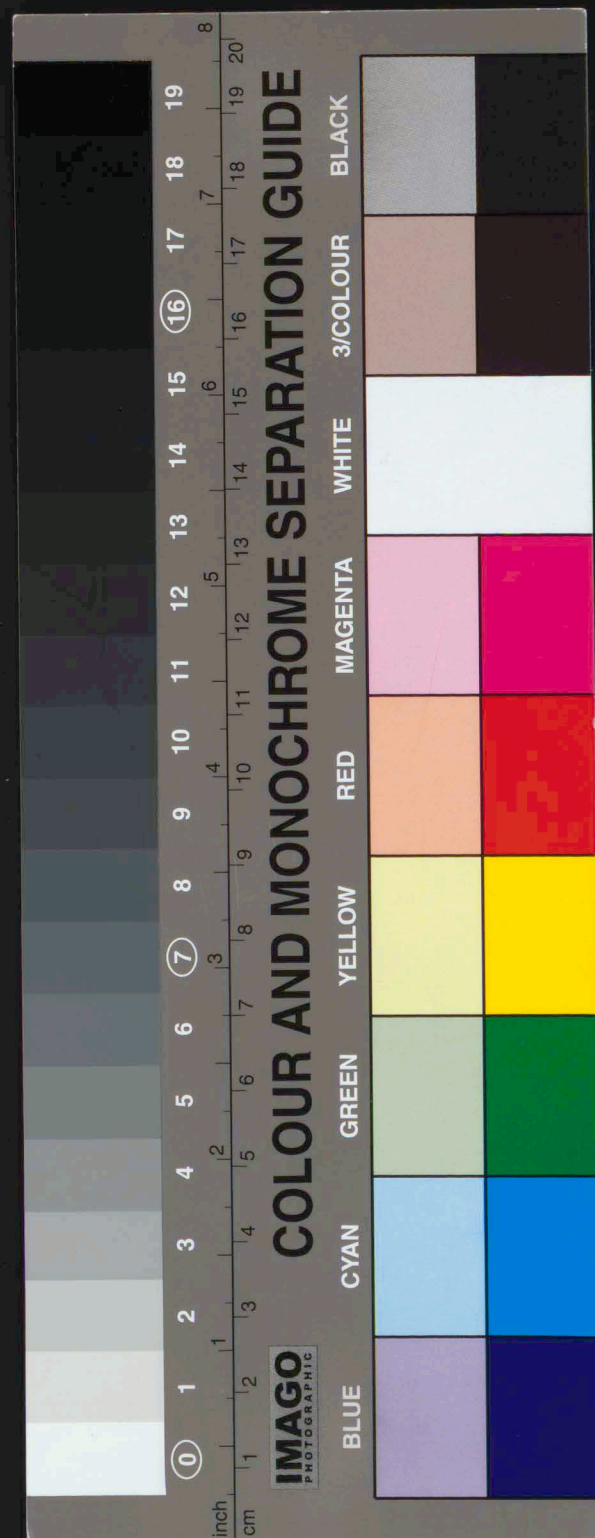 COLOUR AND MONOCHROME SEPARATION GUIDE
IMAGO
PHOTOGRAPHIC
0 1 2 3 4 5 6 7 8 9 10 11 12 13 14 15 16 17 18 19
inch 1 2 3 4 5 6 7 8
cm 1 2 3 4 5 6 7 8 9 10 11 12 13 14 15 16 17 18 19 20
BLUE CYAN GREEN YELLOW RED MAGENTA WHITE 3/COLOUR BLACK